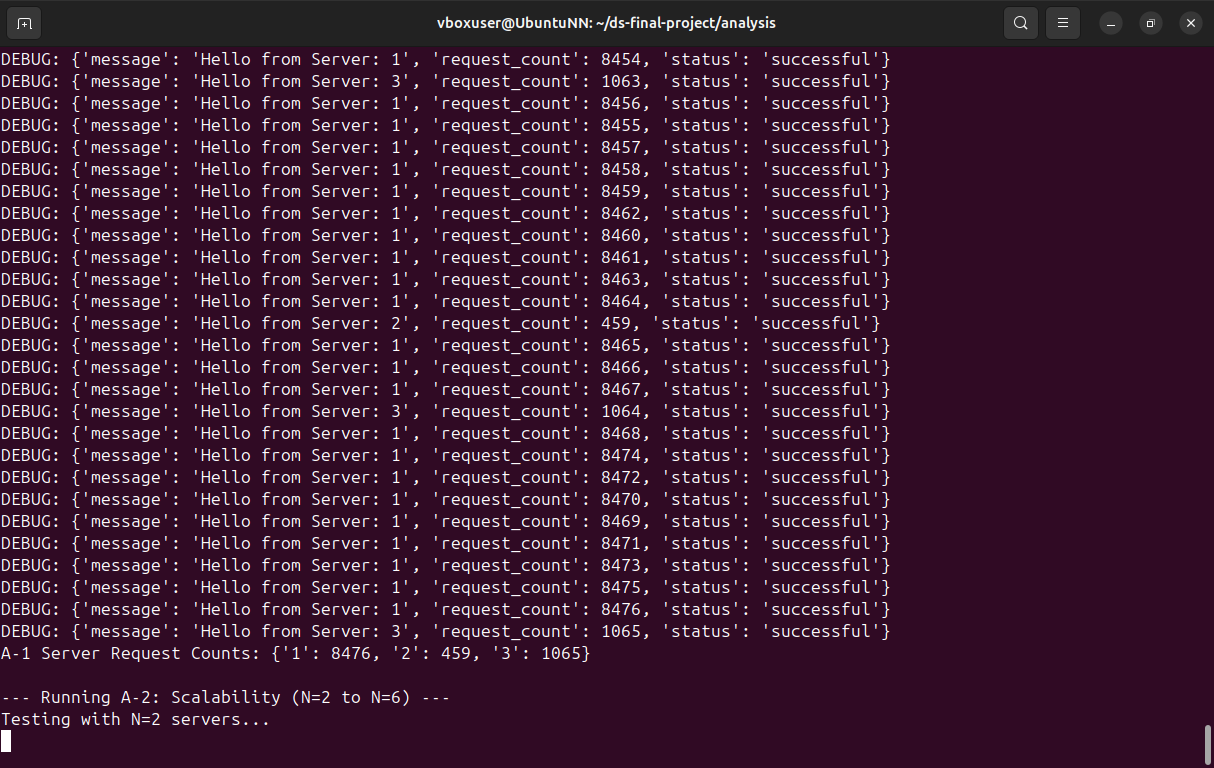 vboxuser@UbuntuNN: ~/ds-final-project/analysis
DEBUG: {'message': 'Hello from Server: 1', 'request_count': 8454, 'status': 'successful'}
DEBUG: {'message': 'Hello from Server: 3', 'request_count': 1063, 'status': 'successful'}
DEBUG: {'message': 'Hello from Server: 1', 'request_count': 8456, 'status': 'successful'}
DEBUG: {'message': 'Hello from Server: 1', 'request_count': 8455, 'status': 'successful'}
DEBUG: {'message': 'Hello from Server: 1', 'request_count': 8457, 'status': 'successful'}
DEBUG: {'message': 'Hello from Server: 1', 'request_count': 8458, 'status': 'successful'}
DEBUG: {'message': 'Hello from Server: 1', 'request_count': 8459, 'status': 'successful'}
DEBUG: {'message': 'Hello from Server: 1', 'request_count': 8462, 'status': 'successful'}
DEBUG: {'message': 'Hello from Server: 1', 'request_count': 8460, 'status': 'successful'}
DEBUG: {'message': 'Hello from Server: 1', 'request_count': 8461, 'status': 'successful'}
DEBUG: {'message': 'Hello from Server: 1', 'request_count': 8463, 'status': 'successful'}
DEBUG: {'message': 'Hello from Server: 1', 'request_count': 8464, 'status': 'successful'}
DEBUG: {'message': 'Hello from Server: 2', 'request_count': 459, 'status': 'successful'}
DEBUG: {'message': 'Hello from Server: 1', 'request_count': 8465, 'status': 'successful'}
DEBUG: {'message': 'Hello from Server: 1', 'request_count': 8466, 'status': 'successful'}
DEBUG: {'message': 'Hello from Server: 1', 'request_count': 8467, 'status': 'successful'}
DEBUG: {'message': 'Hello from Server: 3', 'request_count': 1064, 'status': 'successful'}
DEBUG: {'message': 'Hello from Server: 1', 'request_count': 8468, 'status': 'successful'}
DEBUG: {'message': 'Hello from Server: 1', 'request_count': 8474, 'status': 'successful'}
DEBUG: {'message': 'Hello from Server: 1', 'request_count': 8472, 'status': 'successful'}
DEBUG: {'message': 'Hello from Server: 1', 'request_count': 8470, 'status': 'successful'}
DEBUG: {'message': 'Hello from Server: 1', 'request_count': 8469, 'status': 'successful'}
DEBUG: {'message': 'Hello from Server: 1', 'request_count': 8471, 'status': 'successful'}
DEBUG: {'message': 'Hello from Server: 1', 'request_count': 8473, 'status': 'successful'}
DEBUG: {'message': 'Hello from Server: 1', 'request_count': 8475, 'status': 'successful'}
DEBUG: {'message': 'Hello from Server: 1', 'request_count': 8476, 'status': 'successful'}
DEBUG: {'message': 'Hello from Server: 3', 'request_count': 1065, 'status': 'successful'}
A-1 Server Request Counts: {'1': 8476, '2': 459, '3': 1065}
--- Running A-2: Scalability (N=2 to N=6) ---
Testing with N=2 servers...